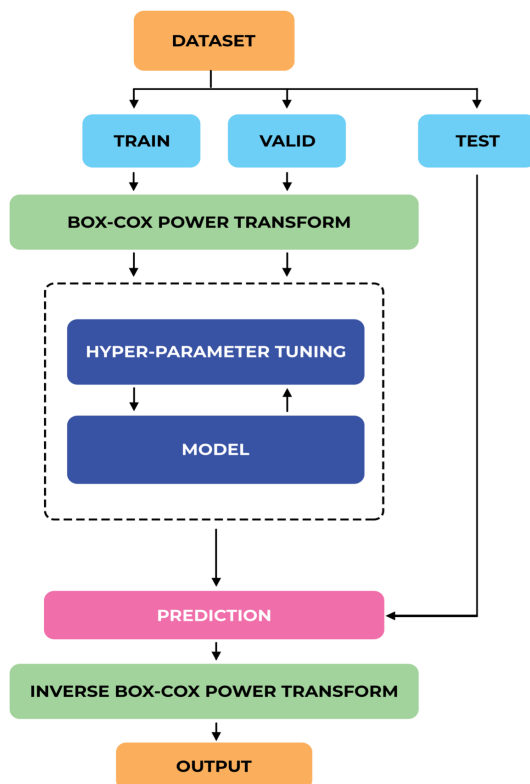 DATASET
TRAIN
VALID
TEST
BOX-COX POWER TRANSFORM
HYPER-PARAMETER TUNING
MODEL
PREDICTION
INVERSE BOX-COX POWER TRANSFORM
OUTPUT